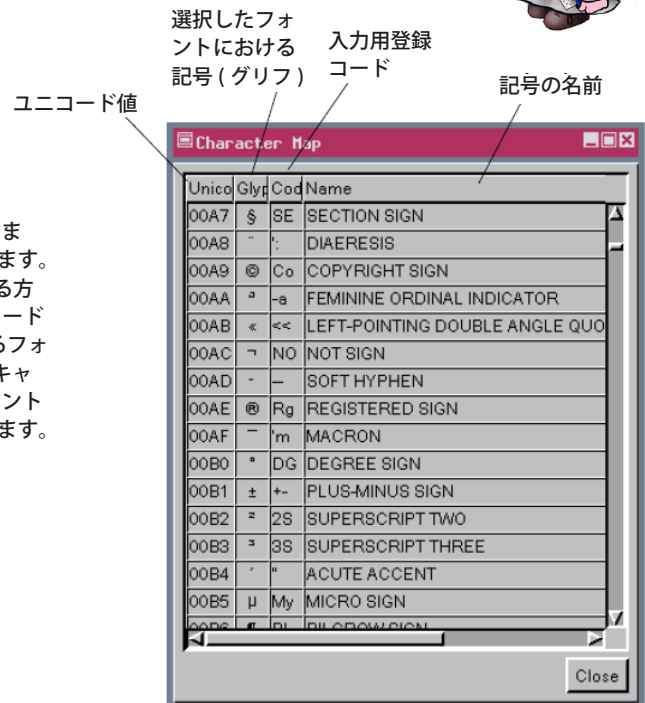 選択したフォ
ントにおける
記号 ( グリフ )
入力用登録
コード
記号の名前
ユニコード値
ま
ます。
る方
ード
るフォ
キャ
ント
ます。
Character Map
Unico Glyp Cod Name
00A7 § SE SECTION SIGN
00A8 ¨ ': DIAERESIS
00A9 © Co COPYRIGHT SIGN
00AA ª -a FEMININE ORDINAL INDICATOR
00AB « << LEFT-POINTING DOUBLE ANGLE QUO
00AC ¬ NO NOT SIGN
00AD - -- SOFT HYPHEN
00AE ® Rg REGISTERED SIGN
00AF ¯ 'm MACRON
00B0 ° DG DEGREE SIGN
00B1 ± +- PLUS-MINUS SIGN
00B2 ² 2S SUPERSCRIPT TWO
00B3 ³ 3S SUPERSCRIPT THREE
00B4 ´ '' ACUTE ACCENT
00B5 µ My MICRO SIGN
00B6 ¶ PI PILCROW SIGN
Close